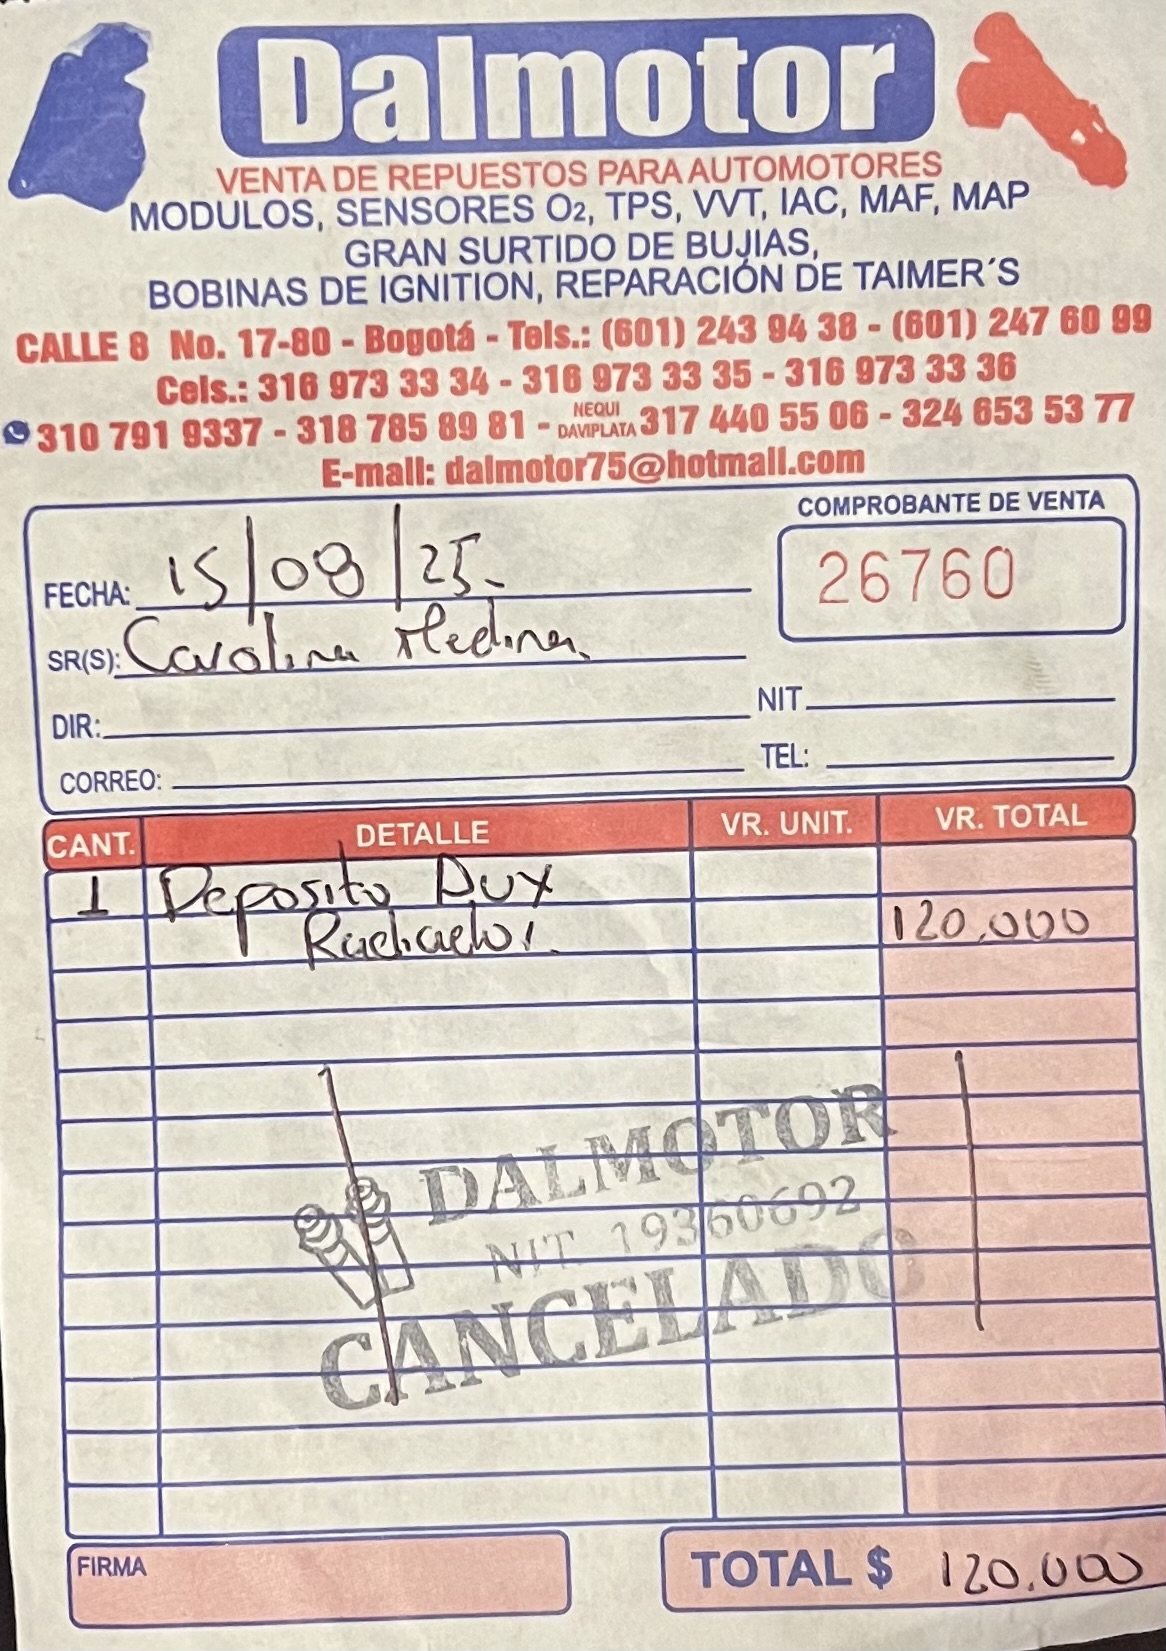 Dalmotor
VENTA DE REPUESTOS PARA AUTOMOTORES
MODULOS, SENSORES O2, TPS, VVT, IAC, MAF, MAP
GRAN SURTIDO DE BUJIAS,
BOBINAS DE IGNITION, REPARACIÓN DE TAIMER´S
CALLE 8 No. 17-80 - Bogotá - Tels.: (601) 243 94 38 - (601) 247 60 99
Cels.: 316 973 33 34 - 316 973 33 35 - 316 973 33 36
310 791 9337 - 318 785 89 81 - NEQUI DAVIPLATA 317 440 55 06 - 324 653 53 77
E-mail: dalmotor75@hotmail.com
COMPROBANTE DE VENTA
26760
FECHA: 15/08/25.
SR(S): Carolina Medina.
DIR:
NIT
CORREO:
TEL:
CANT. DETALLE VR. UNIT. VR. TOTAL
1 Deposito Aux
Radiador. 120,000
DALMOTOR
NIT 19360692
CANCELADO
FIRMA
TOTAL $ 120,000